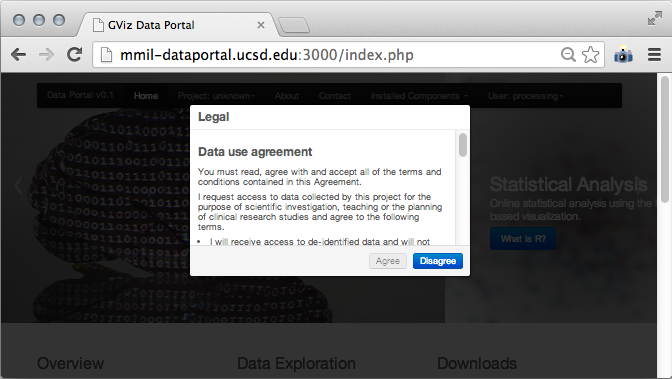 GViz Data Portal
mmil-dataportal.ucsd.edu:3000/index.php
Data Portal v0.1 Home Project: unknown About Contact Installed Components User: processing
Legal
Data use agreement
You must read, agree with and accept all of the terms and
conditions contained in this Agreement.
I request access to data collected by this project for the
purpose of scientific investigation, teaching or the planning
of clinical research studies and agree to the following
terms.
• I will receive access to de-identified data and will not
Agree Disagree
Statistical Analysis
Online statistical analysis using the
based visualization.
What is R?
Overview Data Exploration Downloads